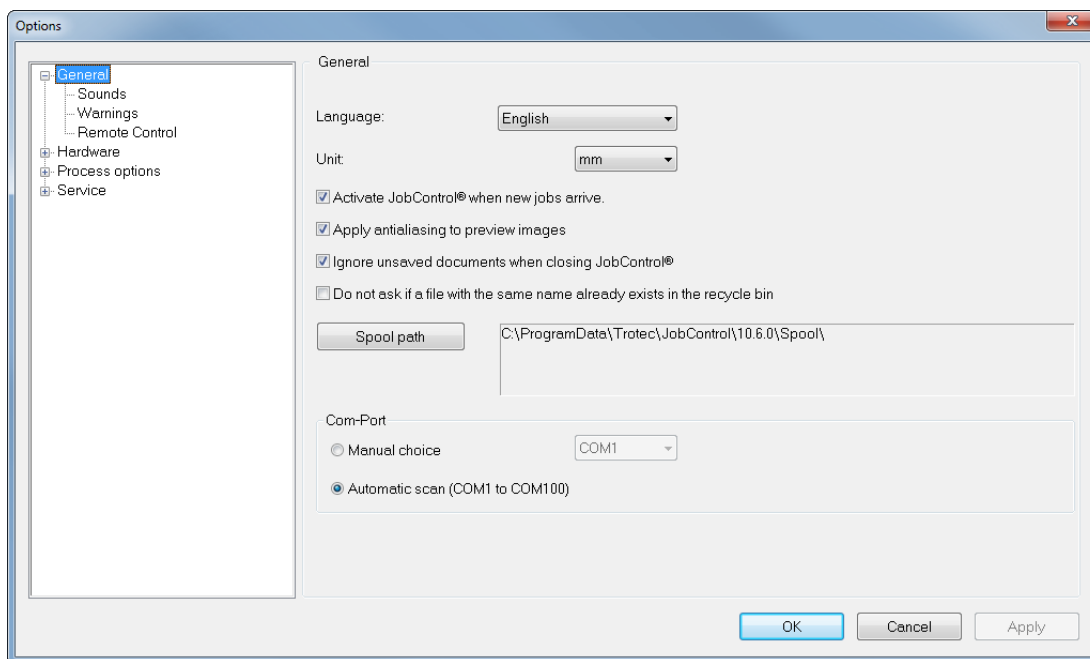 Options
General
Sounds
Warnings
Remote Control
Hardware
Process options
Service
General
Language:
English
Unit:
mm
Activate JobControl® when new jobs arrive.
Apply antialiasing to preview images
Ignore unsaved documents when closing JobControl®
Do not ask if a file with the same name already exists in the recycle bin
Spool path
C:\ProgramData\Trotec\JobControl\10.6.0\Spool\
Com-Port
Manual choice
COM1
Automatic scan (COM1 to COM100)
OK
Cancel
Apply